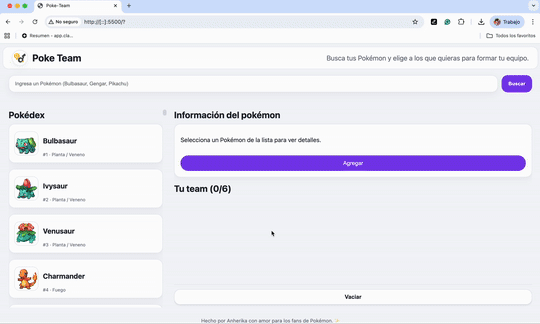 Poke-Team
No seguro
http://[::]:5500/?
Trabajo
Resumen - app.cla...
Todos los favoritos
Poke Team
Busca tus Pokémon y elige a los que quieras para formar tu equipo.
Ingresa un Pokémon (Bulbasaur, Gengar, Pikachu)
Buscar
Pokédex
Bulbasaur
#1 · Planta / Veneno
Ivysaur
#2 · Planta / Veneno
Venusaur
#3 · Planta / Veneno
Charmander
#4 · Fuego
Información del pokémon
Selecciona un Pokémon de la lista para ver detalles.
Agregar
Tu team (0/6)
Vaciar
Hecho por Anherika con amor para los fans de Pokémon. ✨